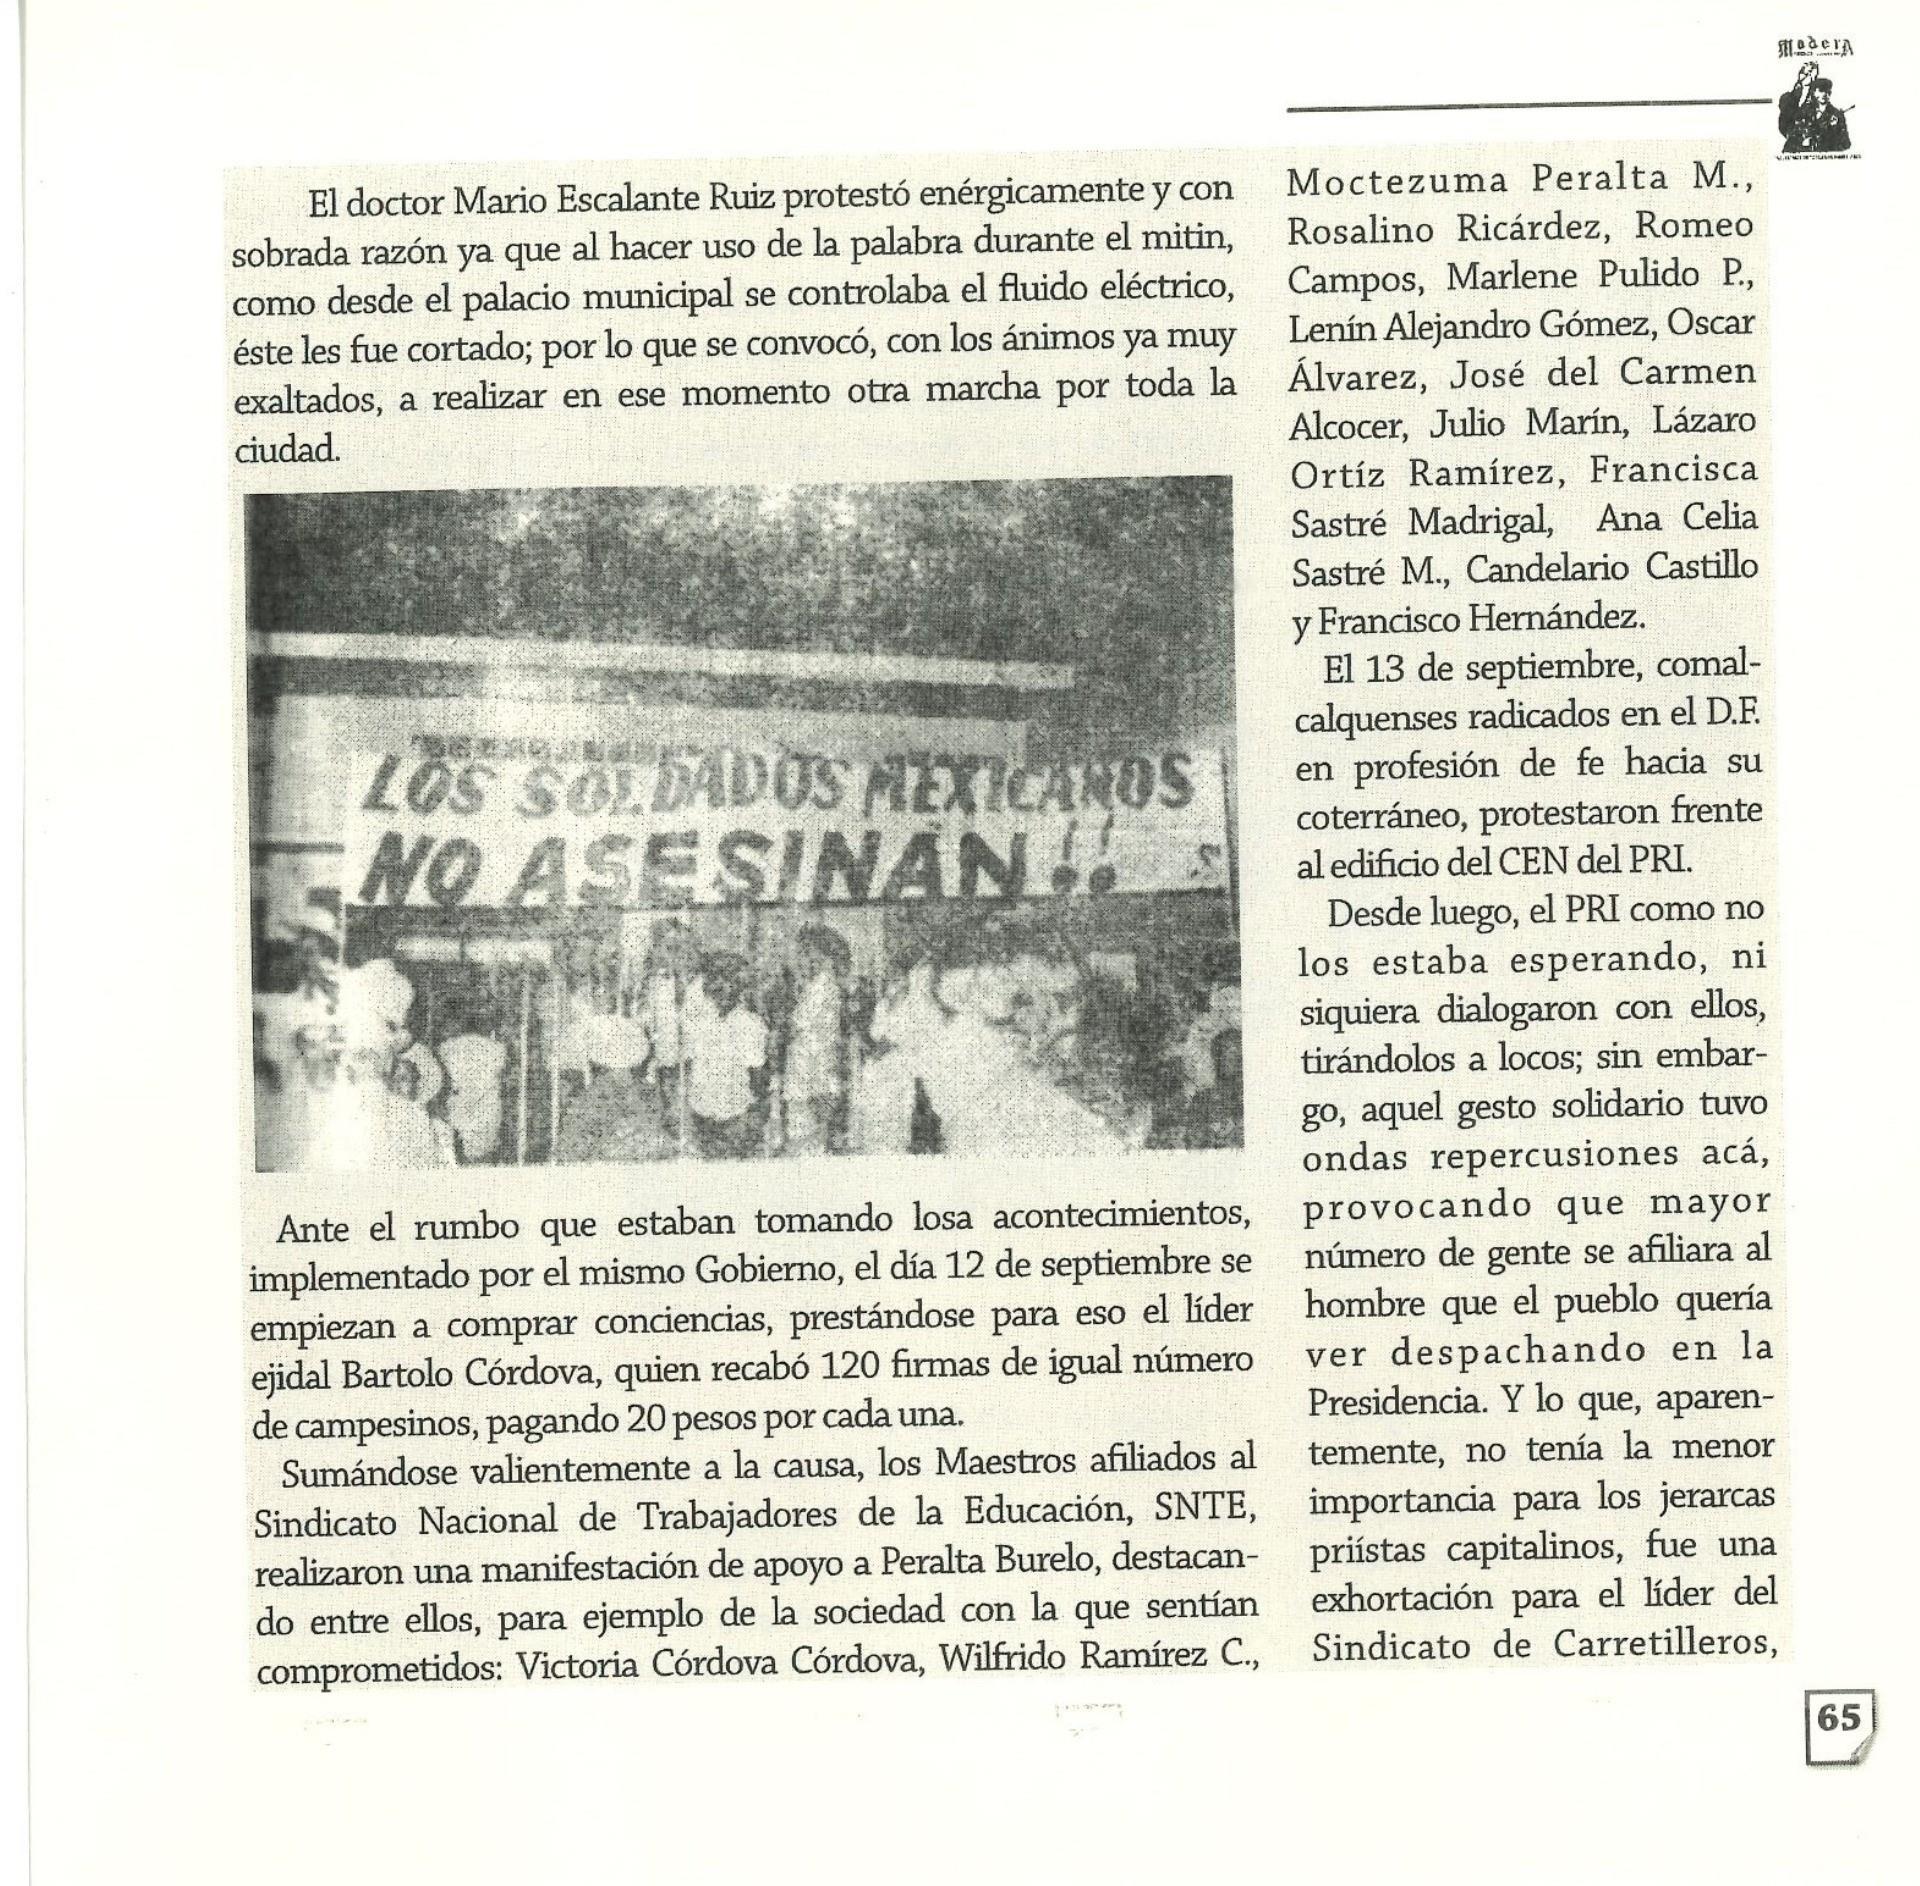 Madera
El doctor Mario Escalante Ruiz protestó enérgicamente y con
sobrada razón ya que al hacer uso de la palabra durante el mitin,
como desde el palacio municipal se controlaba el fluido eléctrico,
éste les fue cortado; por lo que se convocó, con los ánimos ya muy
exaltados, a realizar en ese momento otra marcha por toda la
ciudad.
LOS SOLDADOS MEXICANOS
NO ASESINAN!!
Ante el rumbo que estaban tomando losa acontecimientos,
implementado por el mismo Gobierno, el día 12 de septiembre se
empiezan a comprar conciencias, prestándose para eso el líder
ejidal Bartolo Córdova, quien recabó 120 firmas de igual número
de campesinos, pagando 20 pesos por cada una.
Sumándose valientemente a la causa, los Maestros afiliados al
Sindicato Nacional de Trabajadores de la Educación, SNTE,
realizaron una manifestación de apoyo a Peralta Burelo, destacan-
do entre ellos, para ejemplo de la sociedad con la que sentían
comprometidos: Victoria Córdova Córdova, Wilfrido Ramírez C.,
Moctezuma Peralta M.,
Rosalino Ricárdez, Romeo
Campos, Marlene Pulido P.,
Lenín Alejandro Gómez, Oscar
Álvarez, José del Carmen
Alcocer, Julio Marín, Lázaro
Ortíz Ramírez, Francisca
Sastré Madrigal, Ana Celia
Sastré M., Candelario Castillo
y Francisco Hernández.
El 13 de septiembre, comal-
calquenses radicados en el D.F.
en profesión de fe hacia su
coterráneo, protestaron frente
al edificio del CEN del PRI.
Desde luego, el PRI como no
los estaba esperando, ni
siquiera dialogaron con ellos,
tirándolos a locos; sin embar-
go, aquel gesto solidario tuvo
ondas repercusiones acá,
provocando que mayor
número de gente se afiliara al
hombre que el pueblo quería
ver despachando en la
Presidencia. Y lo que, aparen-
temente, no tenía la menor
importancia para los jerarcas
priístas capitalinos, fue una
exhortación para el líder del
Sindicato de Carretilleros,
65